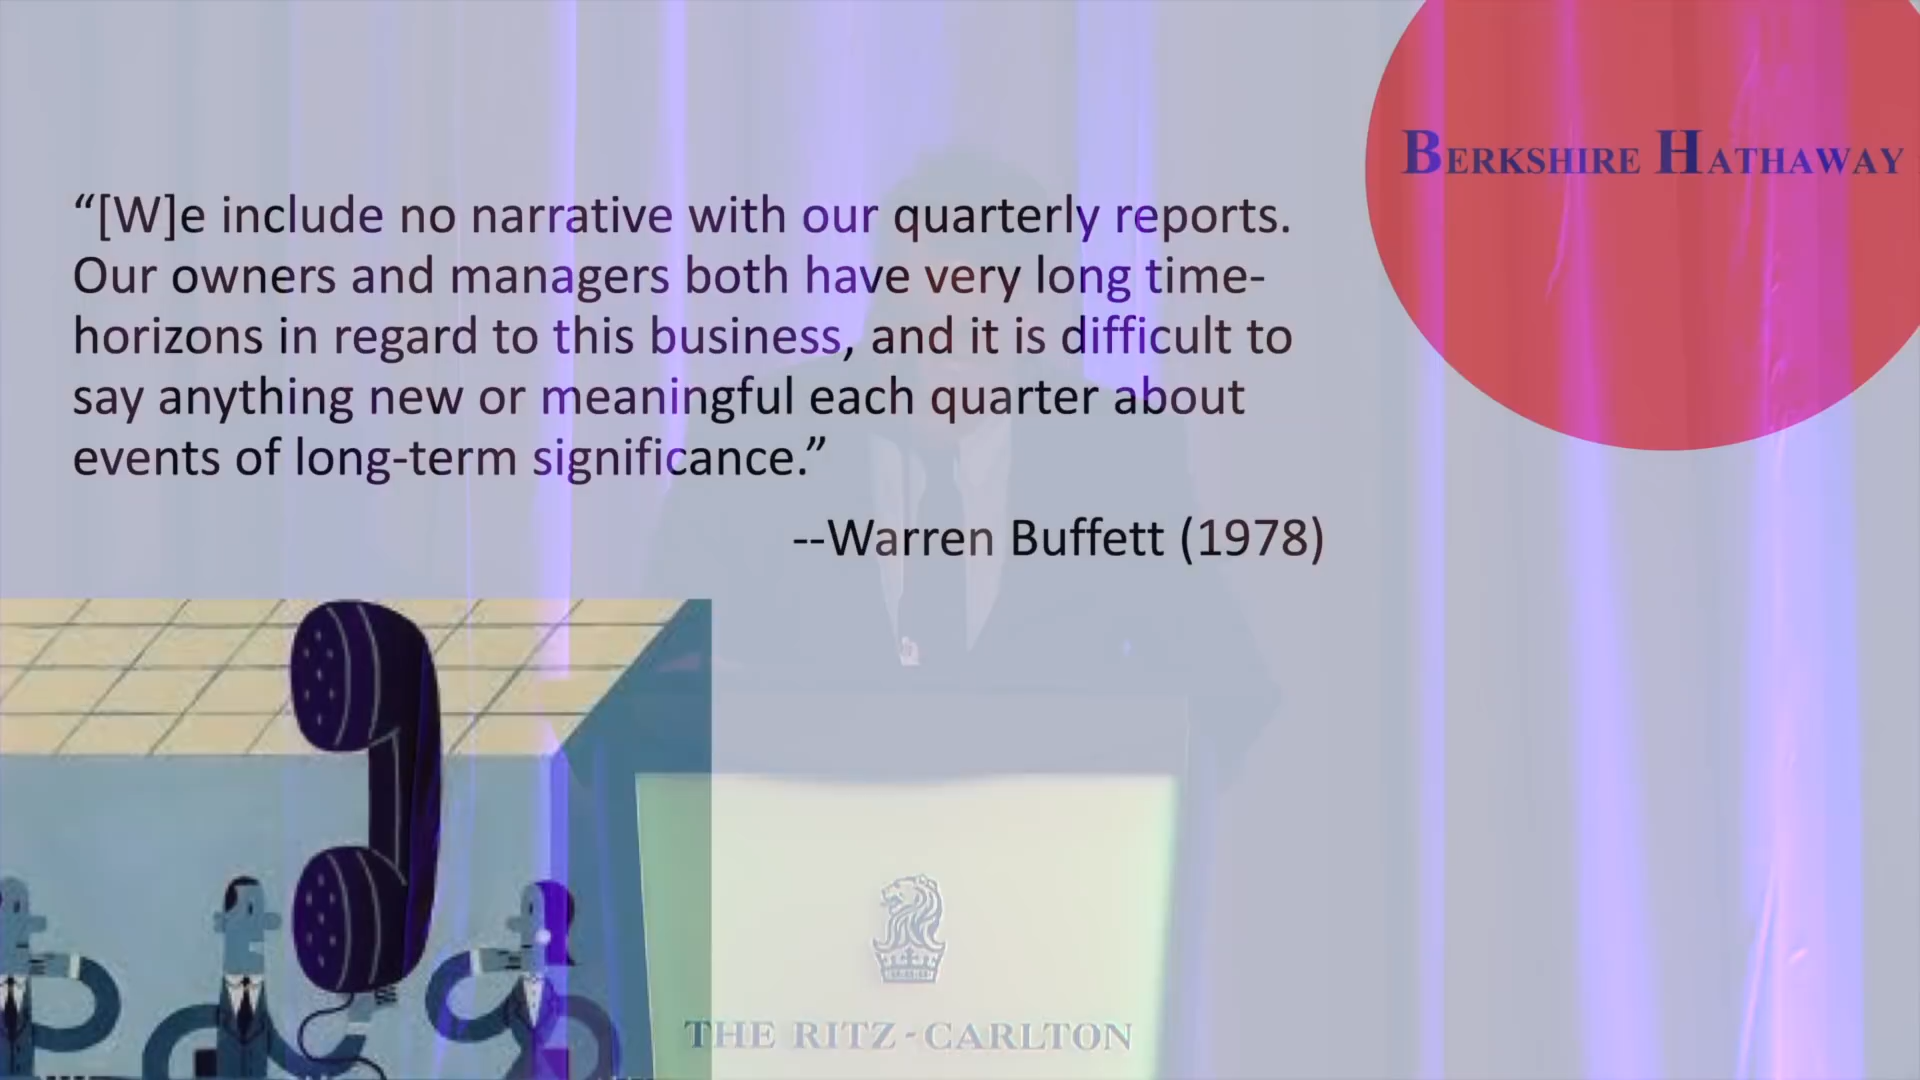 BERKSHIRE HATHAWAY
“[W]e include no narrative with our quarterly reports.
Our owners and managers both have very long time-
horizons in regard to this business, and it is difficult to
say anything new or meaningful each quarter about
events of long-term significance.”
--Warren Buffett (1978)
THE RITZ-CARLTON